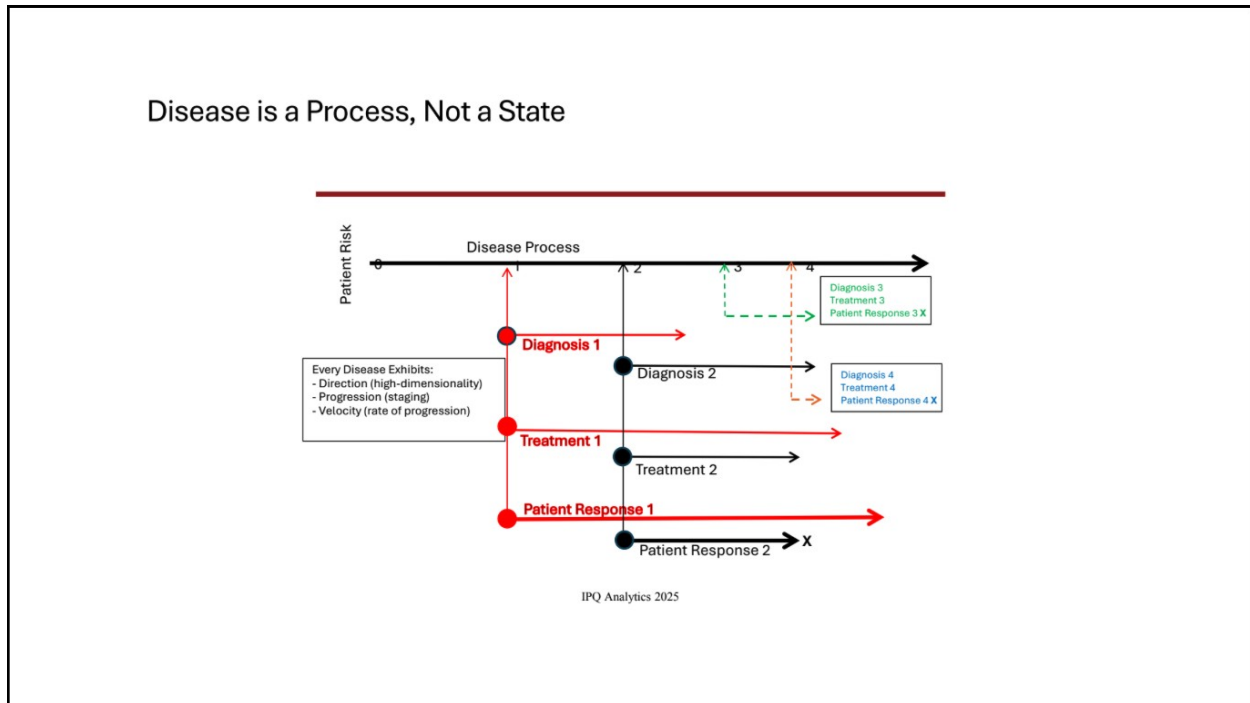 Disease is a Process, Not a State
Patient Risk
Disease Process
0
1
2
3
4
Diagnosis 3
Treatment 3
Patient Response 3 X
Diagnosis 1
Diagnosis 2
Every Disease Exhibits:
- Direction (high-dimensionality)
- Progression (staging)
- Velocity (rate of progression)
Diagnosis 4
Treatment 4
Patient Response 4 X
Treatment 1
Treatment 2
Patient Response 1
Patient Response 2
X
IPQ Analytics 2025